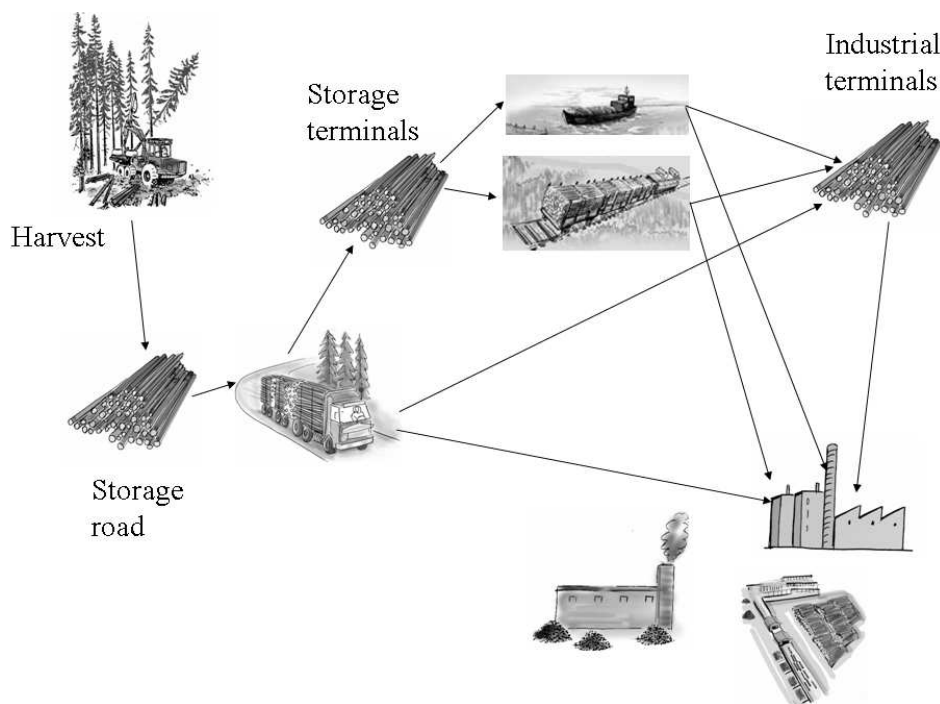 Industrial
terminals
Storage
terminals
Harvest
Storage
road